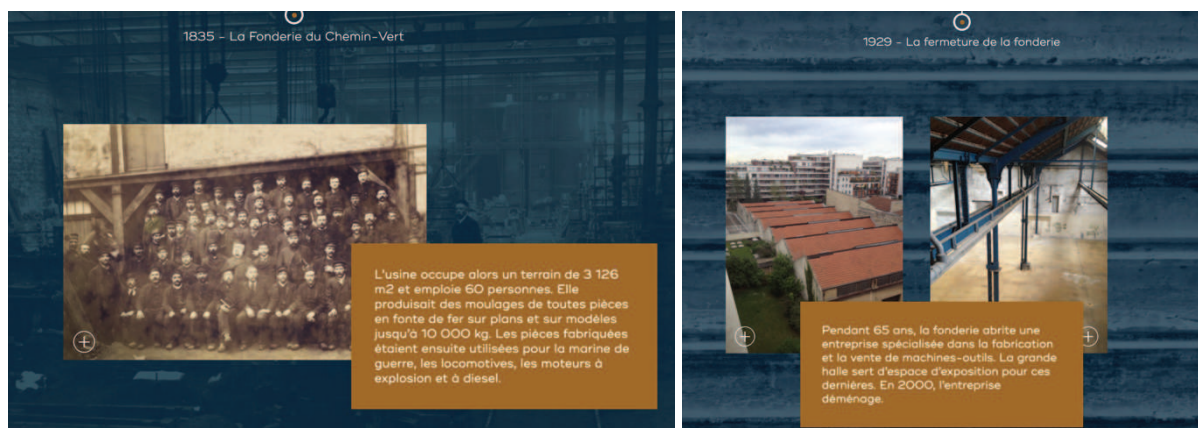 1835 - La Fonderie du Chemin-Vert
L'usine occupe alors un terrain de 3 126
m2 et emploie 60 personnes. Elle
produisait des moulages de toutes pièces
en fonte de fer sur plans et sur modèles
jusqu'à 10 000 kg. Les pièces fabriquées
étaient ensuite utilisées pour la marine de
guerre, les locomotives, les moteurs à
explosion et à diesel.
1929 - La fermeture de la fonderie
Pendant 65 ans, la fonderie abrite une
entreprise spécialisée dans la fabrication
et la vente de machines-outils. La grande
halle sert d'espace d'exposition pour ces
dernières. En 2000, l'entreprise
déménage.